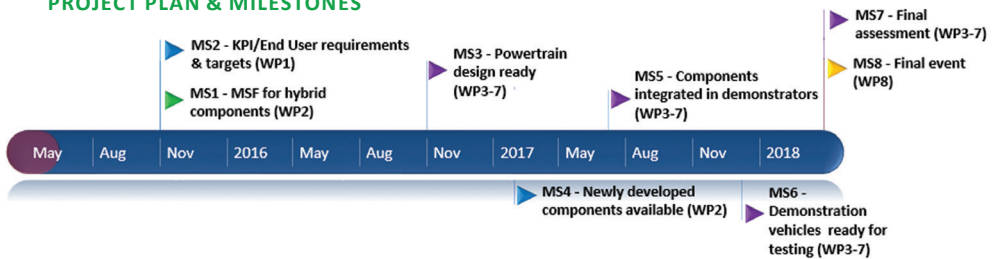 PROJECT PLAN & MILESTONES
MS2 - KPI/End User requirements
& targets (WP1)
MS1 - MSF for hybrid
components (WP2)
MS3 - Powertrain
design ready
(WP3-7)
MS5 - Components
integrated in demonstrators
(WP3-7)
MS7 - Final
assessment (WP3-7)
MS8 - Final event
(WP8)
May Aug Nov 2016 May Aug Nov 2017 May Aug Nov 2018
MS4 - Newly developed
components available (WP2)
MS6 -
Demonstration
vehicles ready for
testing (WP3-7)